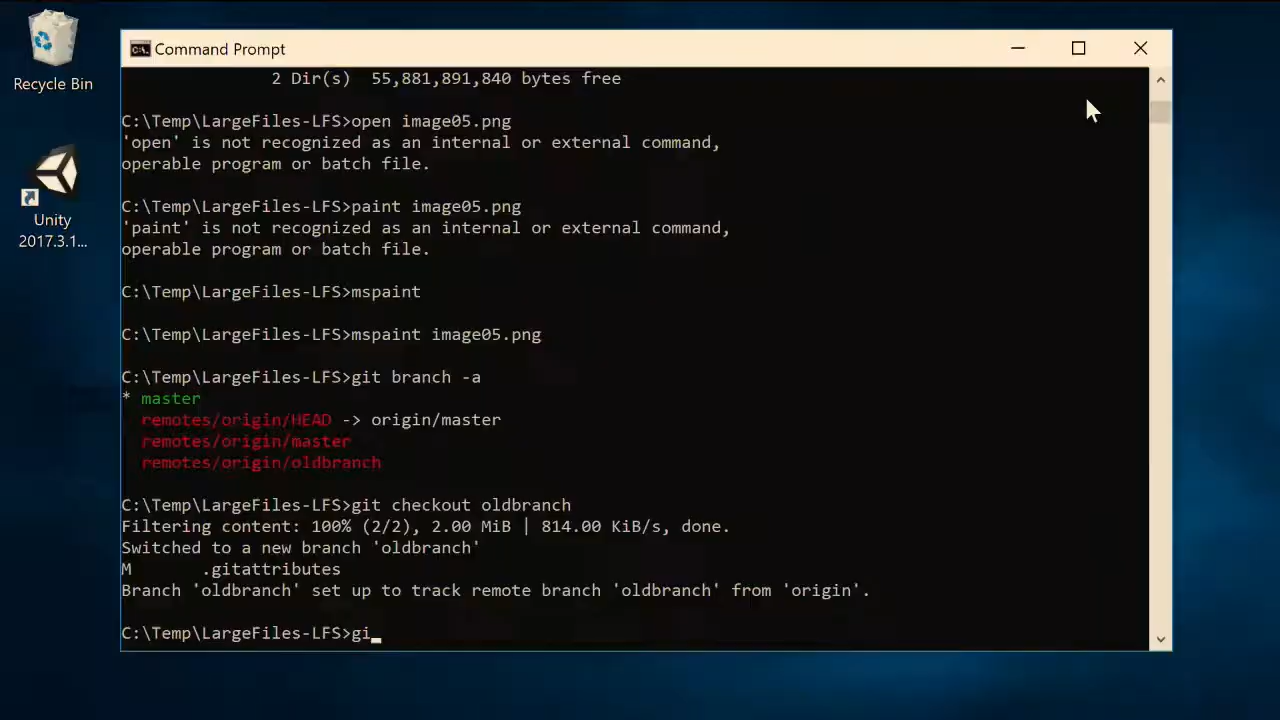 Recycle Bin
Unity
2017.3.1...
Command Prompt
2 Dir(s)  55,881,891,840 bytes free
C:\Temp\LargeFiles-LFS>open image05.png
'open' is not recognized as an internal or external command,
operable program or batch file.
C:\Temp\LargeFiles-LFS>paint image05.png
'paint' is not recognized as an internal or external command,
operable program or batch file.
C:\Temp\LargeFiles-LFS>mspaint
C:\Temp\LargeFiles-LFS>mspaint image05.png
C:\Temp\LargeFiles-LFS>git branch -a
* master
remotes/origin/HEAD -> origin/master
remotes/origin/master
remotes/origin/oldbranch
C:\Temp\LargeFiles-LFS>git checkout oldbranch
Filtering content: 100% (2/2), 2.00 MiB | 814.00 KiB/s, done.
Switched to a new branch 'oldbranch'
M       .gitattributes
Branch 'oldbranch' set up to track remote branch 'oldbranch' from 'origin'.
C:\Temp\LargeFiles-LFS>gi_